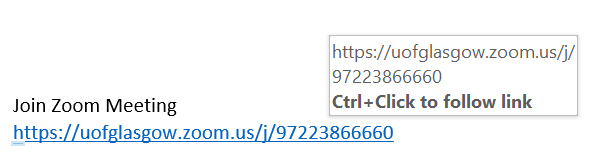 https://uofglasgow.zoom.us/j/
97223866660
Ctrl+Click to follow link
Join Zoom Meeting
https://uofglasgow.zoom.us/j/97223866660